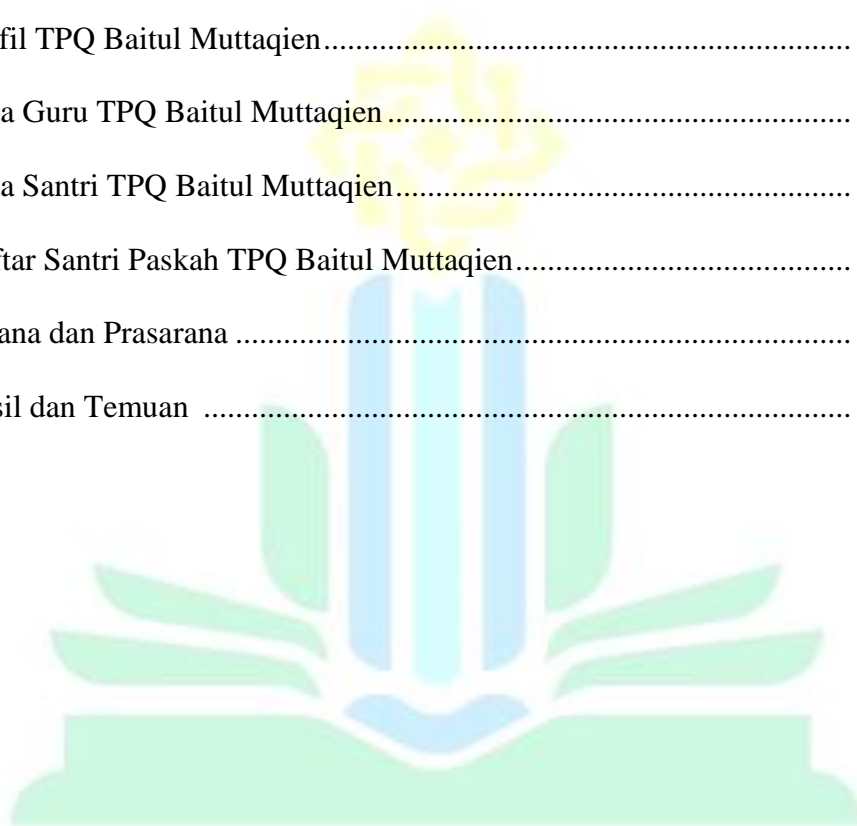 fil TPQ Baitul Muttaqien..................................................................
a Guru TPQ Baitul Muttaqien..........................................................
a Santri TPQ Baitul Muttaqien.........................................................
ftar Santri Paskah TPQ Baitul Muttaqien..........................................
ana dan Prasarana .............................................................................
sil dan Temuan .................................................................................